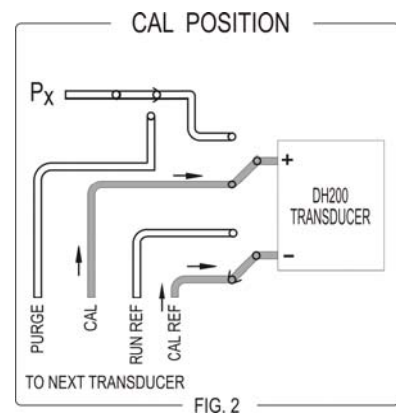 CAL POSITION
Px
+
DH200
TRANSDUCER
−
PURGE
CAL
RUN REF
CAL REF
TO NEXT TRANSDUCER
FIG. 2